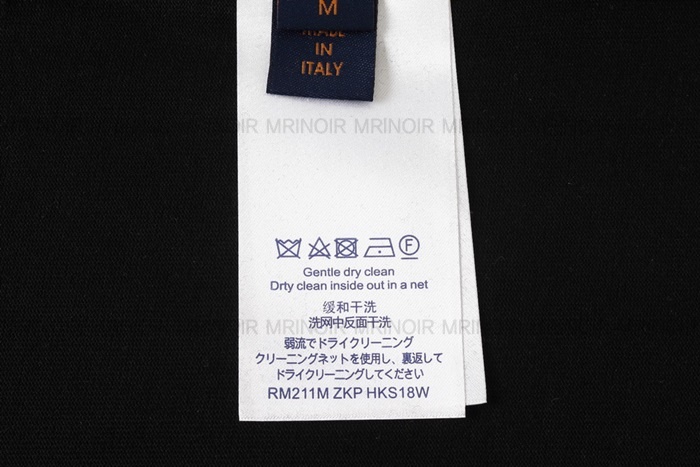 M
MADE
IN
ITALY
MRINOIR MRINOIR
Gentle dry clean
Drty clean inside out in a net
缓和干洗
洗网中反面干洗
MRINOIR MRINOIR
弱流でドライクリーニング
クリーニングネットを使用し、裏返して
ドライクリーニングしてください
RM211M ZKP HKS18W